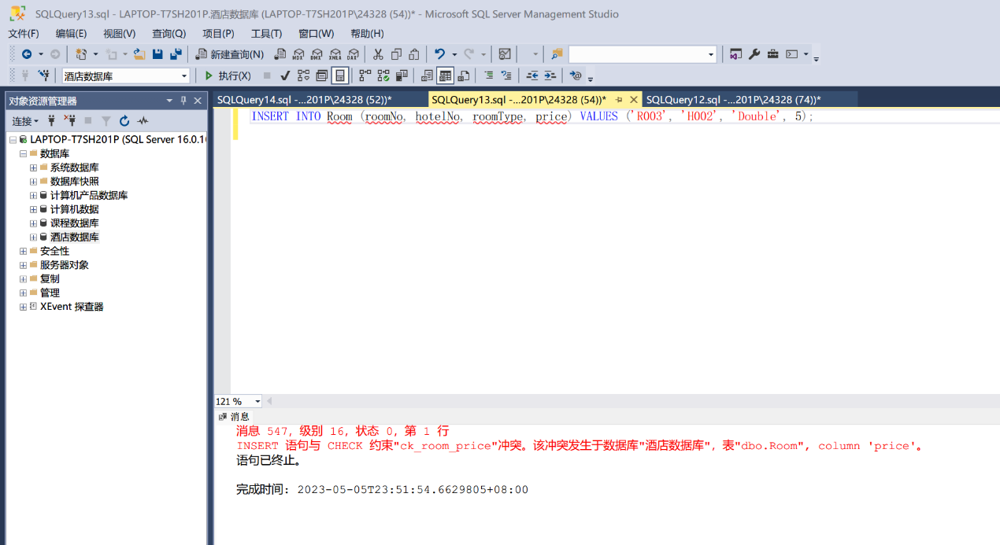 SQLQuery13.sql - LAPTOP-T7SH201P.酒店数据库 (LAPTOP-T7SH201P\24328 (54))* - Microsoft SQL Server Management Studio
文件(F) 编辑(E) 视图(V) 查询(Q) 项目(P) 工具(T) 窗口(W) 帮助(H)
新建查询(N) MDX DMX XMLA DAX
酒店数据库 执行(X)
对象资源管理器
SQLQuery14.sql -...201P\24328 (52))* SQLQuery13.sql -...201P\24328 (54))* SQLQuery12.sql -...201P\24328 (74))*
连接
INSERT INTO Room (roomNo, hotelNo, roomType, price) VALUES ('R003', 'H002', 'Double', 5);
LAPTOP-T7SH201P (SQL Server 16.0.10
数据库
系统数据库
数据库快照
计算机产品数据库
计算机数据
课程数据库
酒店数据库
安全性
服务器对象
复制
管理
XEvent 探查器
121 %
消息
消息 547，级别 16，状态 0，第 1 行
INSERT 语句与 CHECK 约束"ck_room_price"冲突。该冲突发生于数据库"酒店数据库"，表"dbo.Room", column 'price'。
语句已终止。
完成时间: 2023-05-05T23:51:54.6629805+08:00